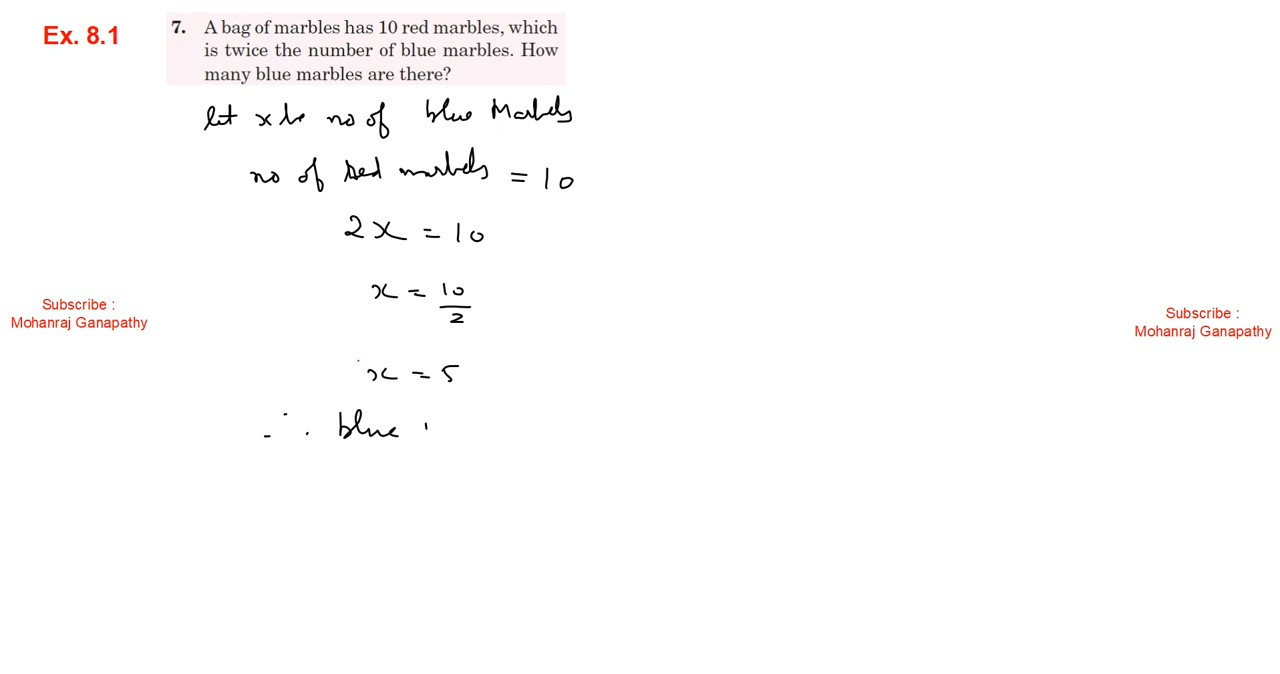 Ex. 8.1
7. A bag of marbles has 10 red marbles, which
is twice the number of blue marbles. How
many blue marbles are there?
let x be no of blue Marbels
no of red marbels = 10
2x = 10
x = 10/2
Subscribe :
Mohanraj Ganapathy
Subscribe :
Mohanraj Ganapathy
x = 5
∴ blue